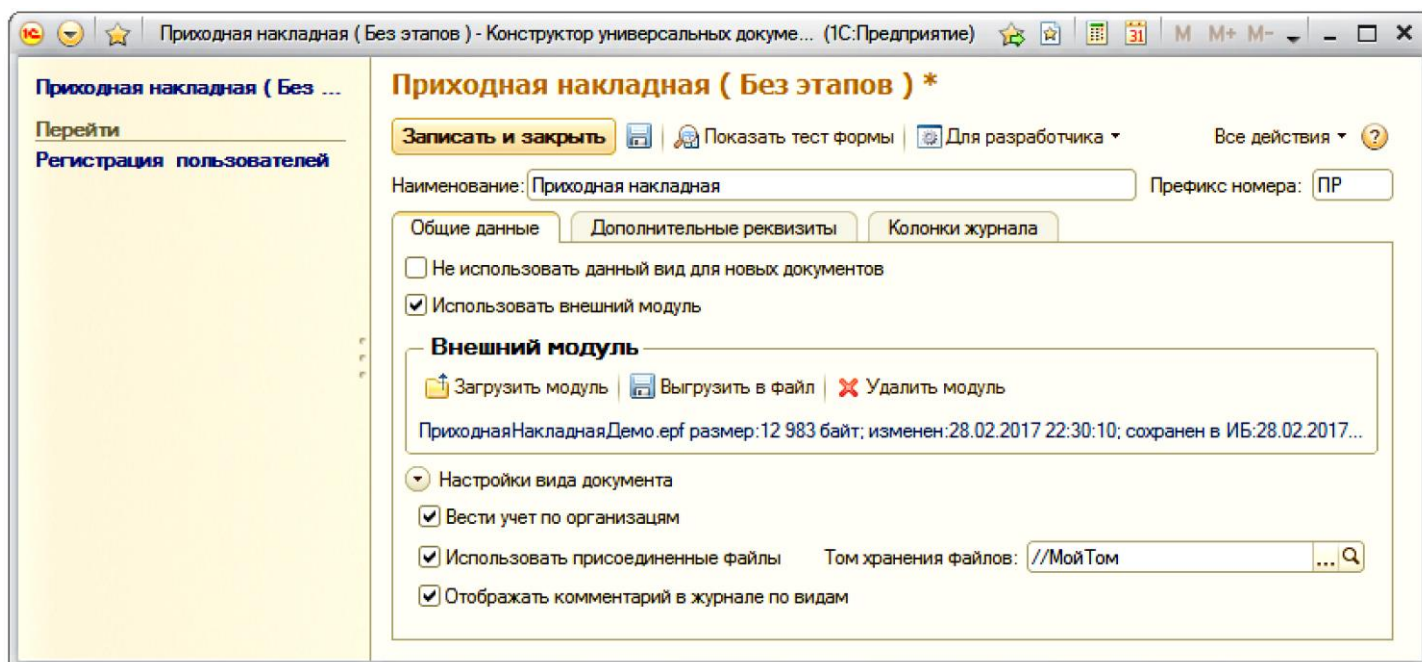 Приходная накладная ( Без этапов ) - Конструктор универсальных докуме... (1С:Предприятие) 31 M M+ M-
Приходная накладная ( Без ...
Перейти
Регистрация пользователей
Приходная накладная ( Без этапов ) *
Записать и закрыть Показать тест формы Для разработчика Все действия ?
Наименование: Приходная накладная Префикс номера: ПР
Общие данные Дополнительные реквизиты Колонки журнала
Не использовать данный вид для новых документов
Использовать внешний модуль
Внешний модуль
Загрузить модуль Выгрузить в файл Удалить модуль
ПриходнаяНакладнаяДемо.epf размер:12 983 байт; изменен:28.02.2017 22:30:10; сохранен в ИБ:28.02.2017...
Настройки вида документа
Вести учет по организацям
Использовать присоединенные файлы Том хранения файлов: //МойТом ...
Отображать комментарий в журнале по видам